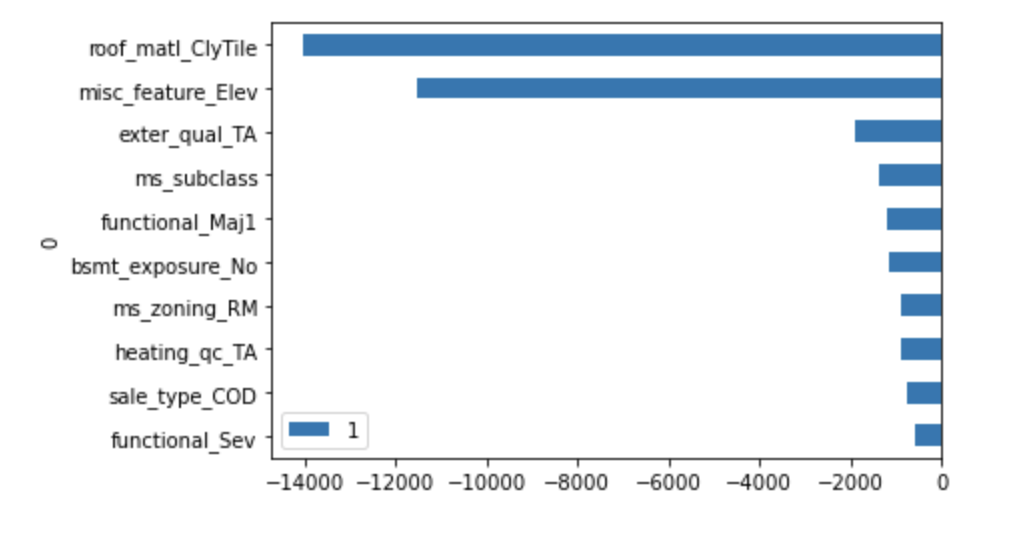 roof_matl_ClyTile
misc_feature_Elev
exter_qual_TA
ms_subclass
functional_Maj1
0
bsmt_exposure_No
ms_zoning_RM
heating_qc_TA
sale_type_COD
functional_Sev
1
−14000 −12000 −10000 −8000 −6000 −4000 −2000 0